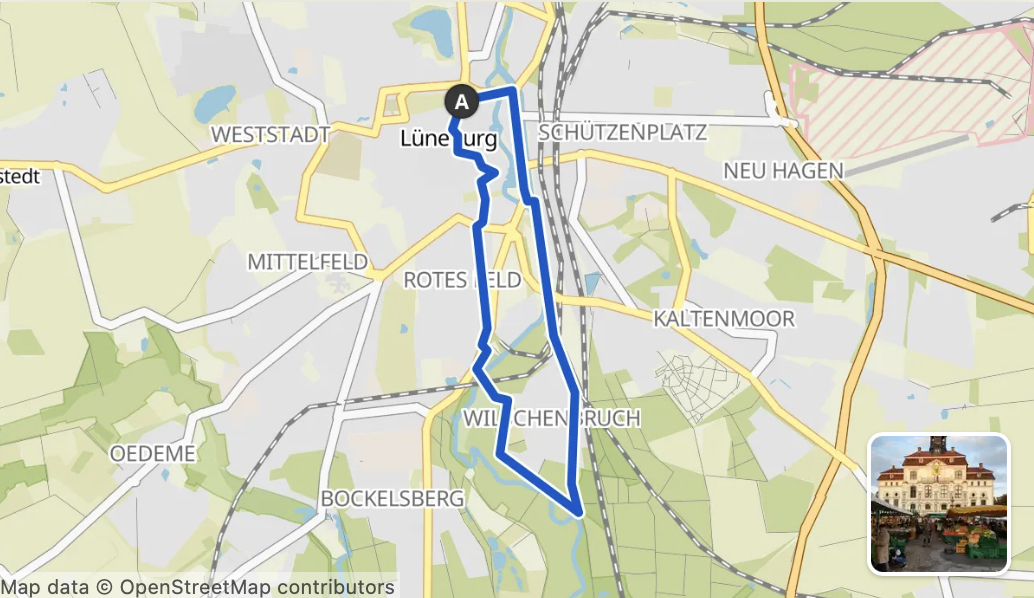 A
WESTSTADT
Lüneburg
SCHÜTZENPLATZ
NEU HAGEN
stedt
MITTELFELD
ROTES FELD
KALTENMOOR
WILSCHENBRUCH
OEDEME
BOCKELSBERG
Map data © OpenStreetMap contributors